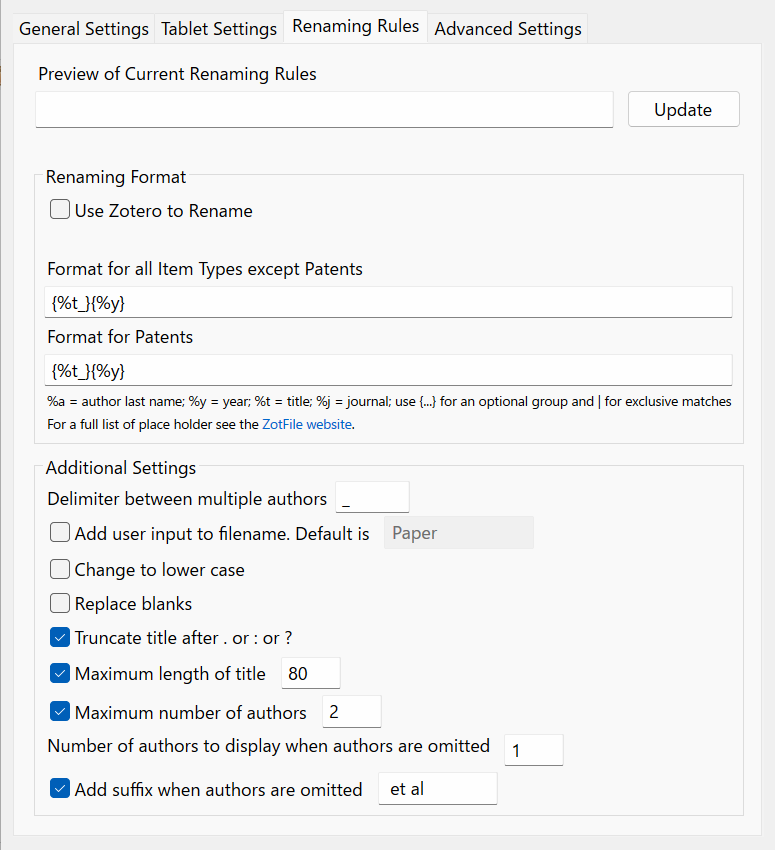 General Settings Tablet Settings Renaming Rules Advanced Settings
Preview of Current Renaming Rules
Update
Renaming Format
Use Zotero to Rename
Format for all Item Types except Patents
{%t_}{%y}
Format for Patents
{%t_}{%y}
%a = author last name; %y = year; %t = title; %j = journal; use {...} for an optional group and | for exclusive matches
For a full list of place holder see the ZotFile website.
Additional Settings
Delimiter between multiple authors _
Add user input to filename. Default is Paper
Change to lower case
Replace blanks
Truncate title after . or : or ?
Maximum length of title 80
Maximum number of authors 2
Number of authors to display when authors are omitted 1
Add suffix when authors are omitted et al